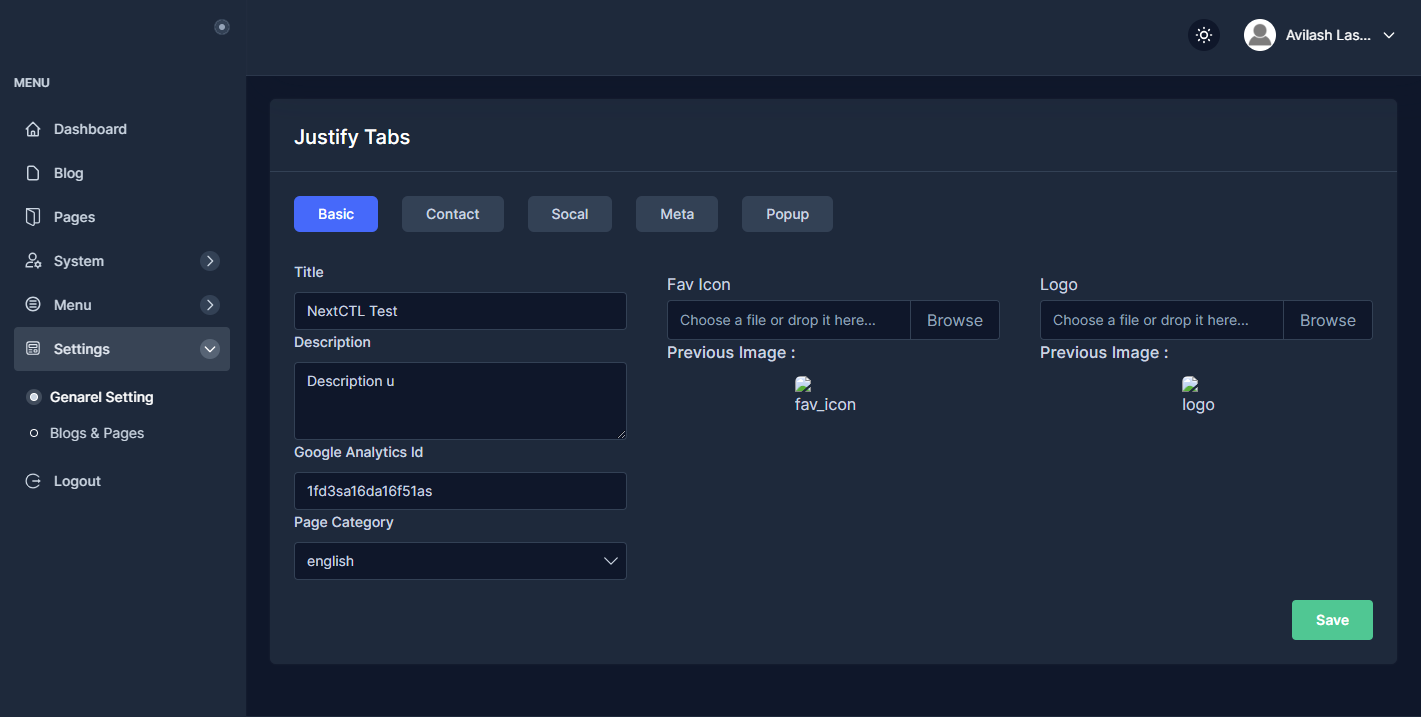 Avilash Las...
MENU
Dashboard
Blog
Pages
System
Menu
Settings
Genarel Setting
Blogs & Pages
Logout
Justify Tabs
Basic
Contact
Socal
Meta
Popup
Title
NextCTL Test
Description
Description u
Google Analytics Id
1fd3sa16da16f51as
Page Category
english
Fav Icon
Choose a file or drop it here...
Browse
Previous Image :
fav_icon
Logo
Choose a file or drop it here...
Browse
Previous Image :
logo
Save